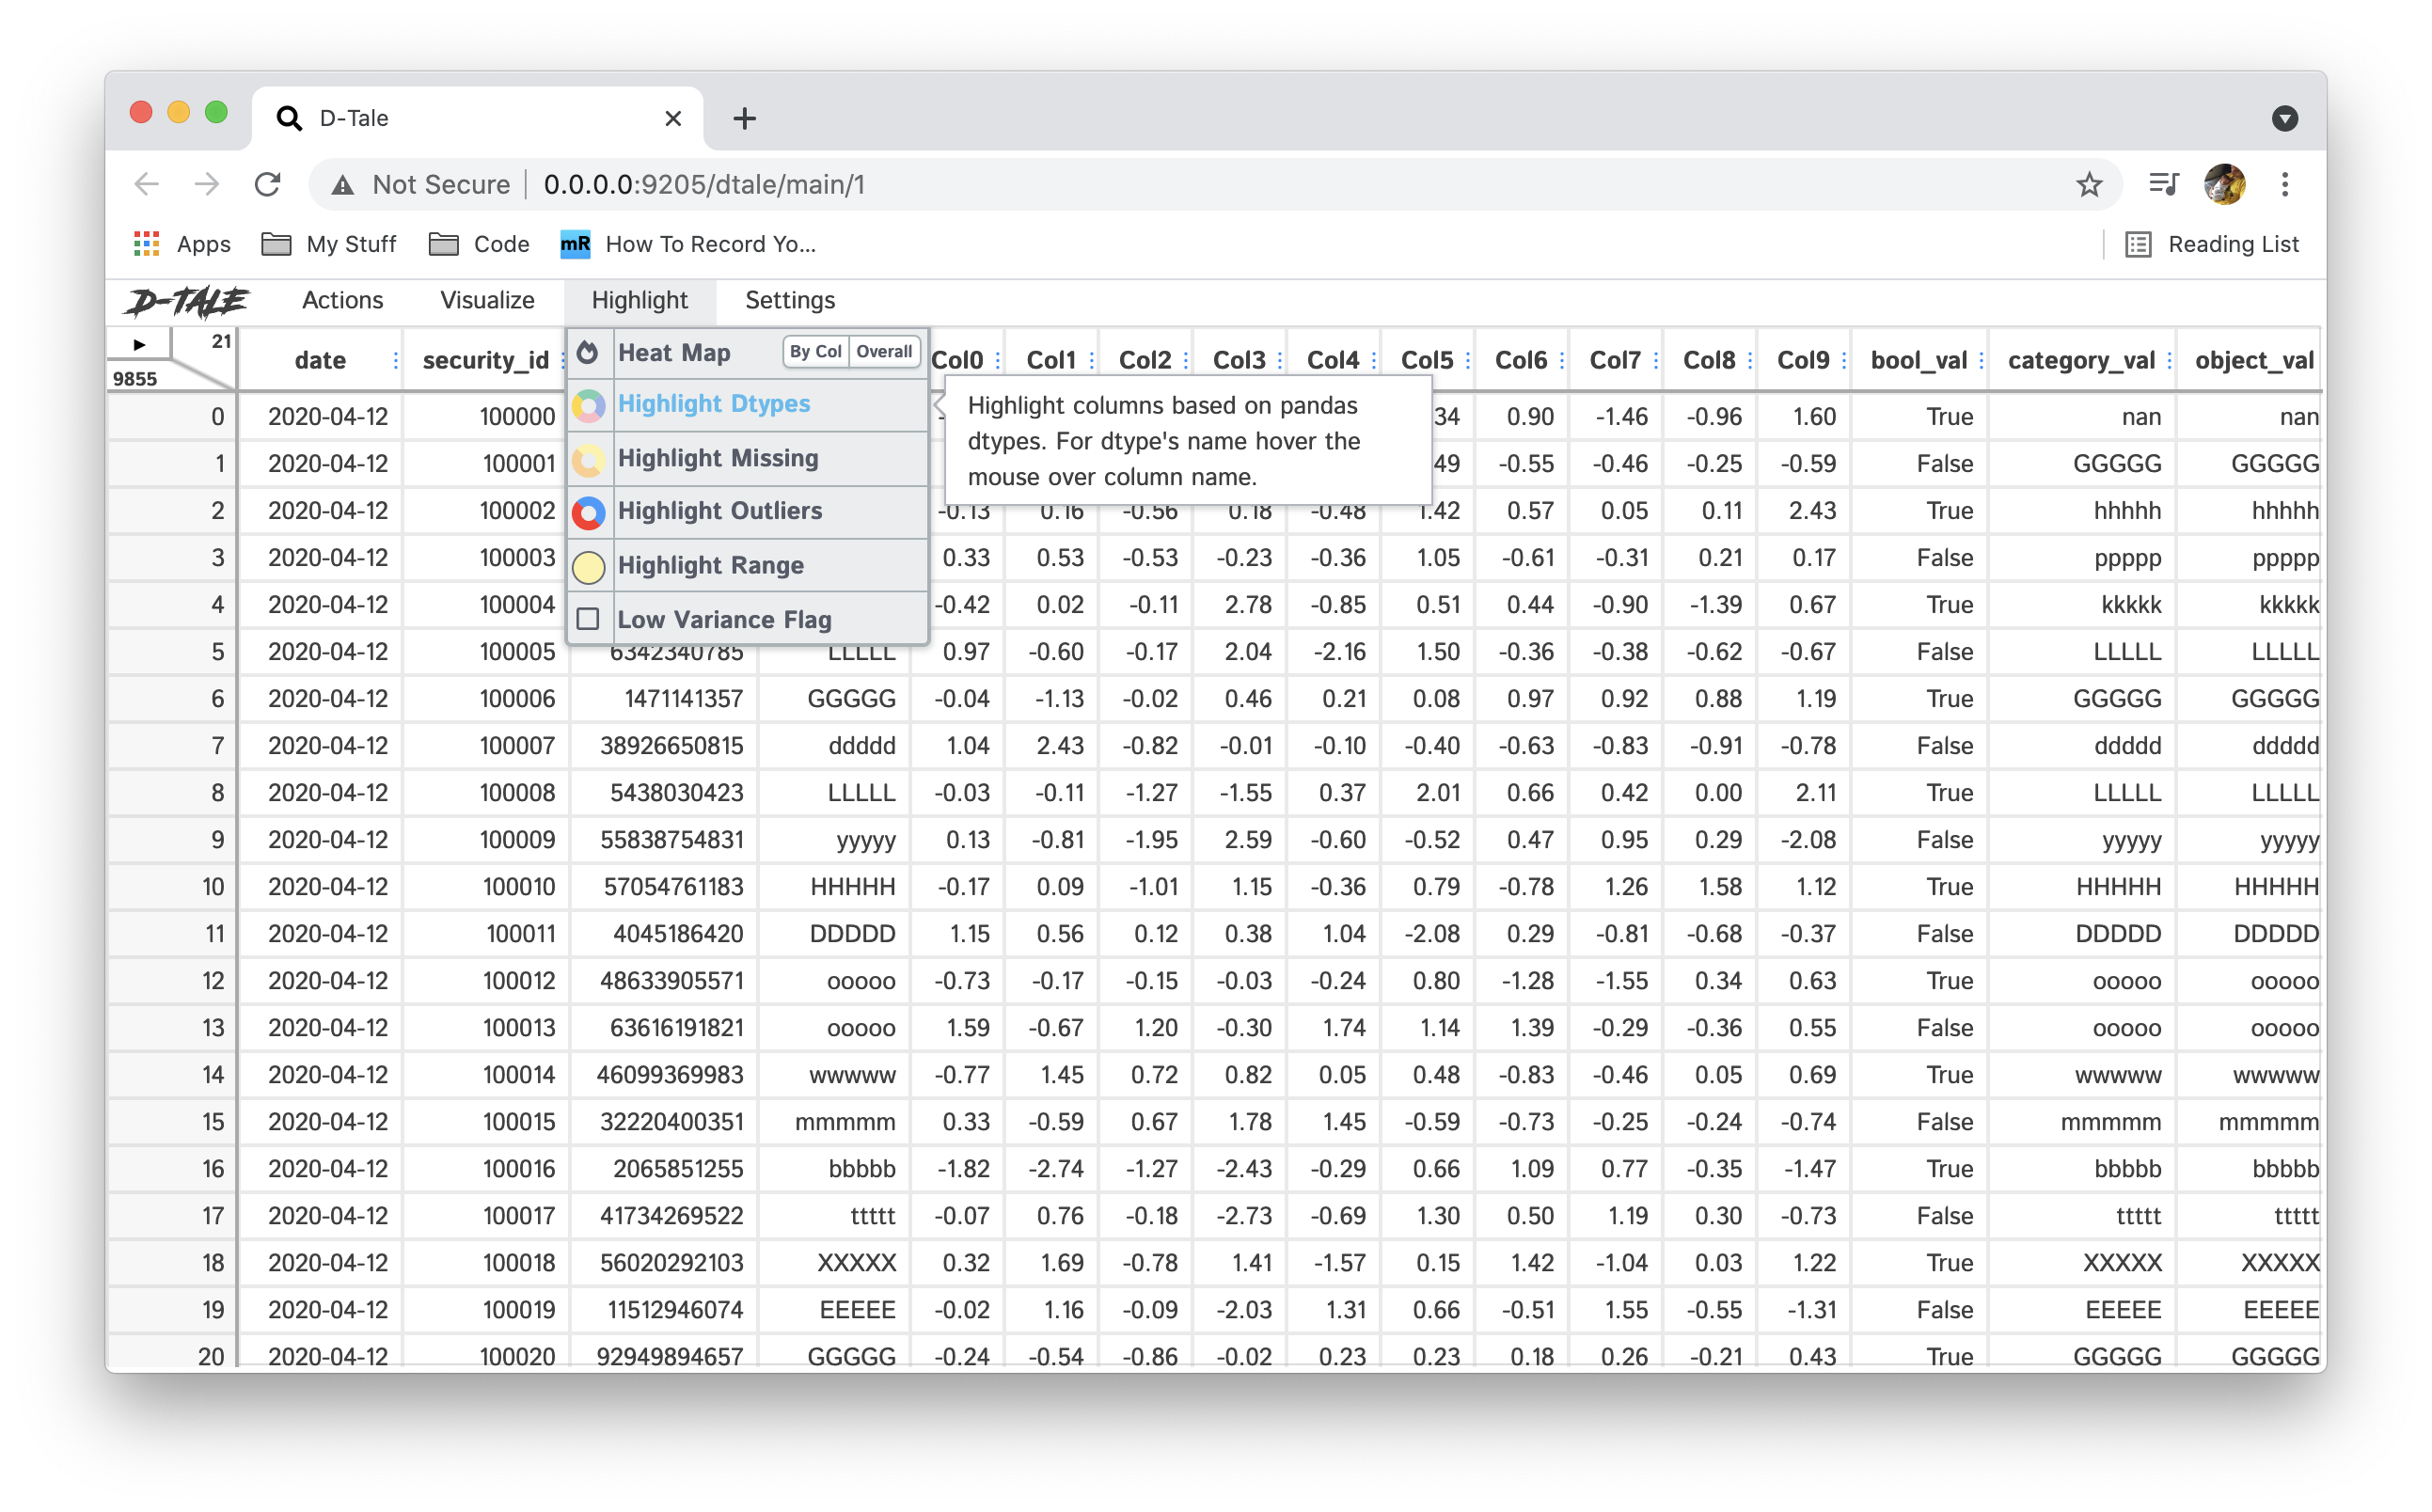 D-Tale
Not Secure 0.0.0.0:9205/dtale/main/1
Apps My Stuff Code mR How To Record Yo... Reading List
D-TALE Actions Visualize Highlight Settings
21
9855
date security_id Col0 Col1 Col2 Col3 Col4 Col5 Col6 Col7 Col8 Col9 bool_val category_val object_val
Heat Map By Col Overall
Highlight Dtypes
Highlight Missing
Highlight Outliers
Highlight Range
Low Variance Flag
Highlight columns based on pandas
dtypes. For dtype's name hover the
mouse over column name.
0 2020-04-12 100000 34 0.90 -1.46 -0.96 1.60 True nan nan
1 2020-04-12 100001 49 -0.55 -0.46 -0.25 -0.59 False GGGGG GGGGG
2 2020-04-12 100002 -0.13 0.16 -0.56 0.18 -0.48 1.42 0.57 0.05 0.11 2.43 True hhhhh hhhhh
3 2020-04-12 100003 0.33 0.53 -0.53 -0.23 -0.36 1.05 -0.61 -0.31 0.21 0.17 False ppppp ppppp
4 2020-04-12 100004 -0.42 0.02 -0.11 2.78 -0.85 0.51 0.44 -0.90 -1.39 0.67 True kkkkk kkkkk
5 2020-04-12 100005 6342340785 LLLLL 0.97 -0.60 -0.17 2.04 -2.16 1.50 -0.36 -0.38 -0.62 -0.67 False LLLLL LLLLL
6 2020-04-12 100006 1471141357 GGGGG -0.04 -1.13 -0.02 0.46 0.21 0.08 0.97 0.92 0.88 1.19 True GGGGG GGGGG
7 2020-04-12 100007 38926650815 ddddd 1.04 2.43 -0.82 -0.01 -0.10 -0.40 -0.63 -0.83 -0.91 -0.78 False ddddd ddddd
8 2020-04-12 100008 5438030423 LLLLL -0.03 -0.11 -1.27 -1.55 0.37 2.01 0.66 0.42 0.00 2.11 True LLLLL LLLLL
9 2020-04-12 100009 55838754831 yyyyy 0.13 -0.81 -1.95 2.59 -0.60 -0.52 0.47 0.95 0.29 -2.08 False yyyyy yyyyy
10 2020-04-12 100010 57054761183 HHHHH -0.17 0.09 -1.01 1.15 -0.36 0.79 -0.78 1.26 1.58 1.12 True HHHHH HHHHH
11 2020-04-12 100011 4045186420 DDDDD 1.15 0.56 0.12 0.38 1.04 -2.08 0.29 -0.81 -0.68 -0.37 False DDDDD DDDDD
12 2020-04-12 100012 48633905571 ooooo -0.73 -0.17 -0.15 -0.03 -0.24 0.80 -1.28 -1.55 0.34 0.63 True ooooo ooooo
13 2020-04-12 100013 63616191821 ooooo 1.59 -0.67 1.20 -0.30 1.74 1.14 1.39 -0.29 -0.36 0.55 False ooooo ooooo
14 2020-04-12 100014 46099369983 wwwww -0.77 1.45 0.72 0.82 0.05 0.48 -0.83 -0.46 0.05 0.69 True wwwww wwwww
15 2020-04-12 100015 32220400351 mmmmm 0.33 -0.59 0.67 1.78 1.45 -0.59 -0.73 -0.25 -0.24 -0.74 False mmmmm mmmmm
16 2020-04-12 100016 2065851255 bbbbb -1.82 -2.74 -1.27 -2.43 -0.29 0.66 1.09 0.77 -0.35 -1.47 True bbbbb bbbbb
17 2020-04-12 100017 41734269522 ttttt -0.07 0.76 -0.18 -2.73 -0.69 1.30 0.50 1.19 0.30 -0.73 False ttttt ttttt
18 2020-04-12 100018 56020292103 XXXXX 0.32 1.69 -0.78 1.41 -1.57 0.15 1.42 -1.04 0.03 1.22 True XXXXX XXXXX
19 2020-04-12 100019 11512946074 EEEEE -0.02 1.16 -0.09 -2.03 1.31 0.66 -0.51 1.55 -0.55 -1.31 False EEEEE EEEEE
20 2020-04-12 100020 92949894657 GGGGG -0.24 -0.54 -0.86 -0.02 0.23 0.23 0.18 0.26 -0.21 0.43 True GGGGG GGGGG